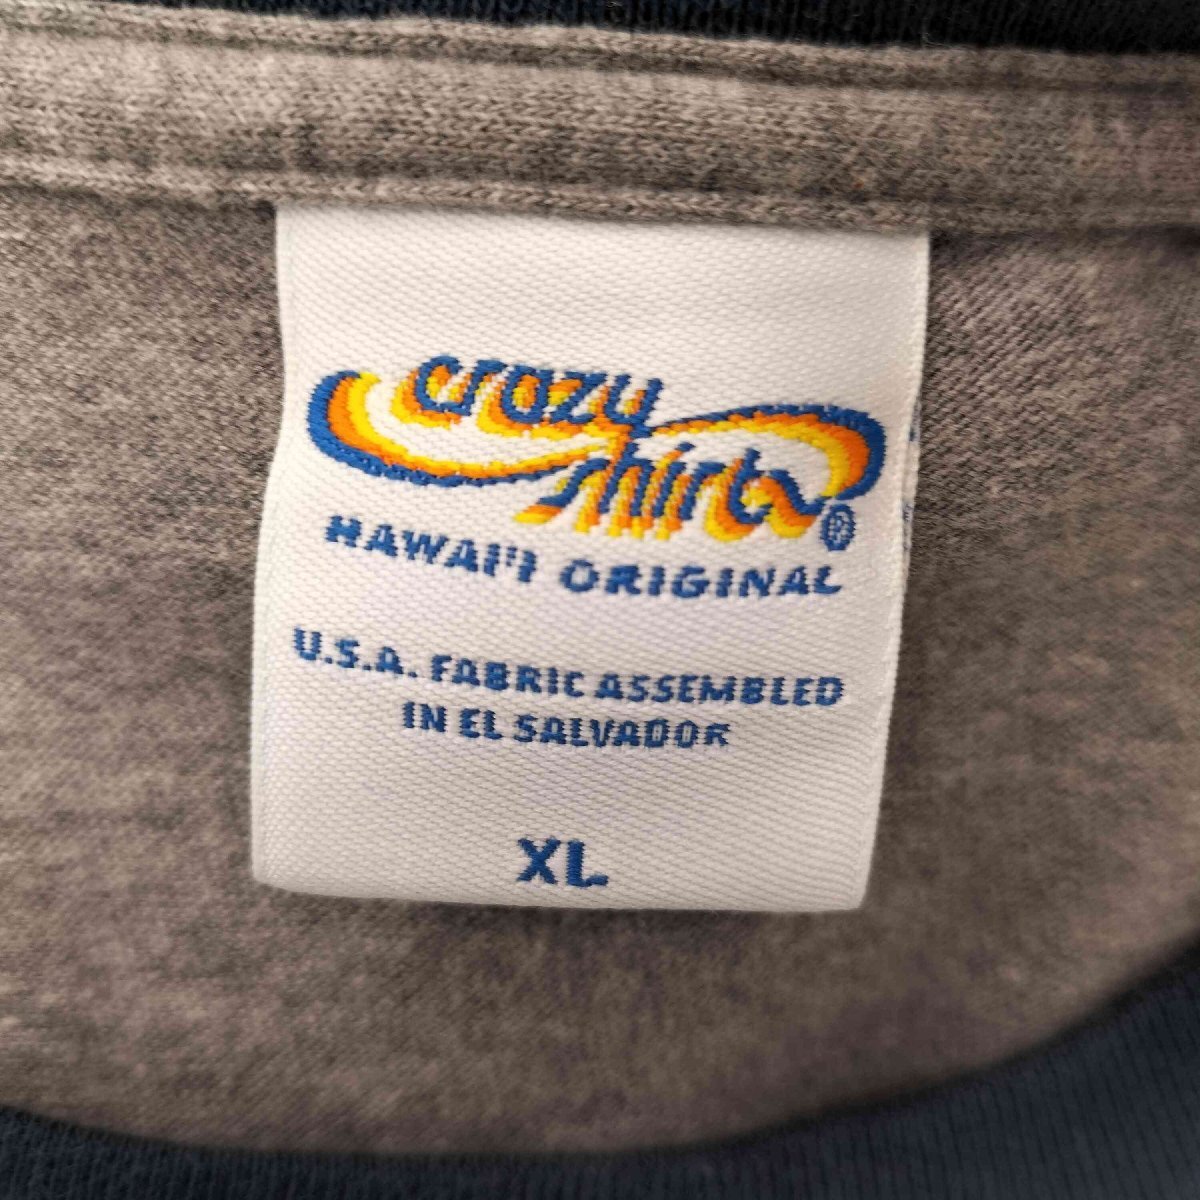 crazy
shirts®
HAWAI'I ORIGINAL
U.S.A. FABRIC ASSEMBLED
IN EL SALVADOR
XL